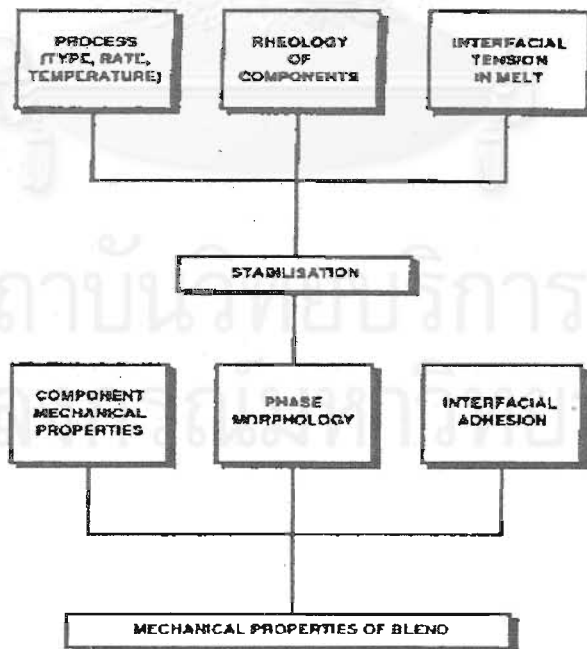 PROCESS
(TYPE, RATE,
TEMPERATURE)
RHEOLOGY
OF
COMPONENTS
INTERFACIAL
TENSION
IN MELT
STABILISATION
COMPONENT
MECHANICAL
PROPERTIES
PHASE
MORPHOLOGY
INTERFACIAL
ADHESION
MECHANICAL PROPERTIES OF BLEND